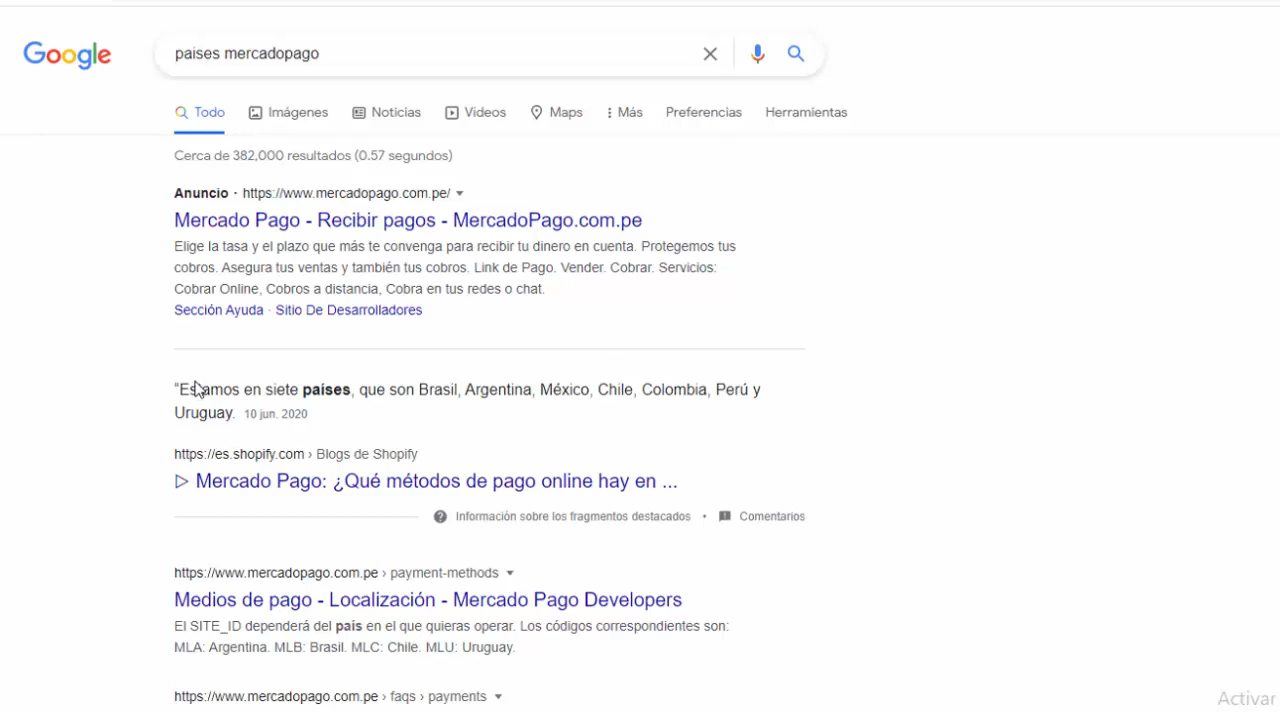 Google
paises mercadopago
Todo Imágenes Noticias Videos Maps Más Preferencias Herramientas
Cerca de 382,000 resultados (0.57 segundos)
Anuncio · https://www.mercadopago.com.pe/
Mercado Pago - Recibir pagos - MercadoPago.com.pe
Elige la tasa y el plazo que más te convenga para recibir tu dinero en cuenta. Protegemos tus
cobros. Asegura tus ventas y también tus cobros. Link de Pago. Vender. Cobrar. Servicios:
Cobrar Online, Cobros a distancia, Cobra en tus redes o chat.
Sección Ayuda · Sitio De Desarrolladores
“Estamos en siete países, que son Brasil, Argentina, México, Chile, Colombia, Perú y
Uruguay. 10 jun. 2020
https://es.shopify.com › Blogs de Shopify
▷ Mercado Pago: ¿Qué métodos de pago online hay en ...
Información sobre los fragmentos destacados • Comentarios
https://www.mercadopago.com.pe › payment-methods
Medios de pago - Localización - Mercado Pago Developers
El SITE_ID dependerá del país en el que quieras operar. Los códigos correspondientes son:
MLA: Argentina. MLB: Brasil. MLC: Chile. MLU: Uruguay.
https://www.mercadopago.com.pe › faqs › payments
Activar